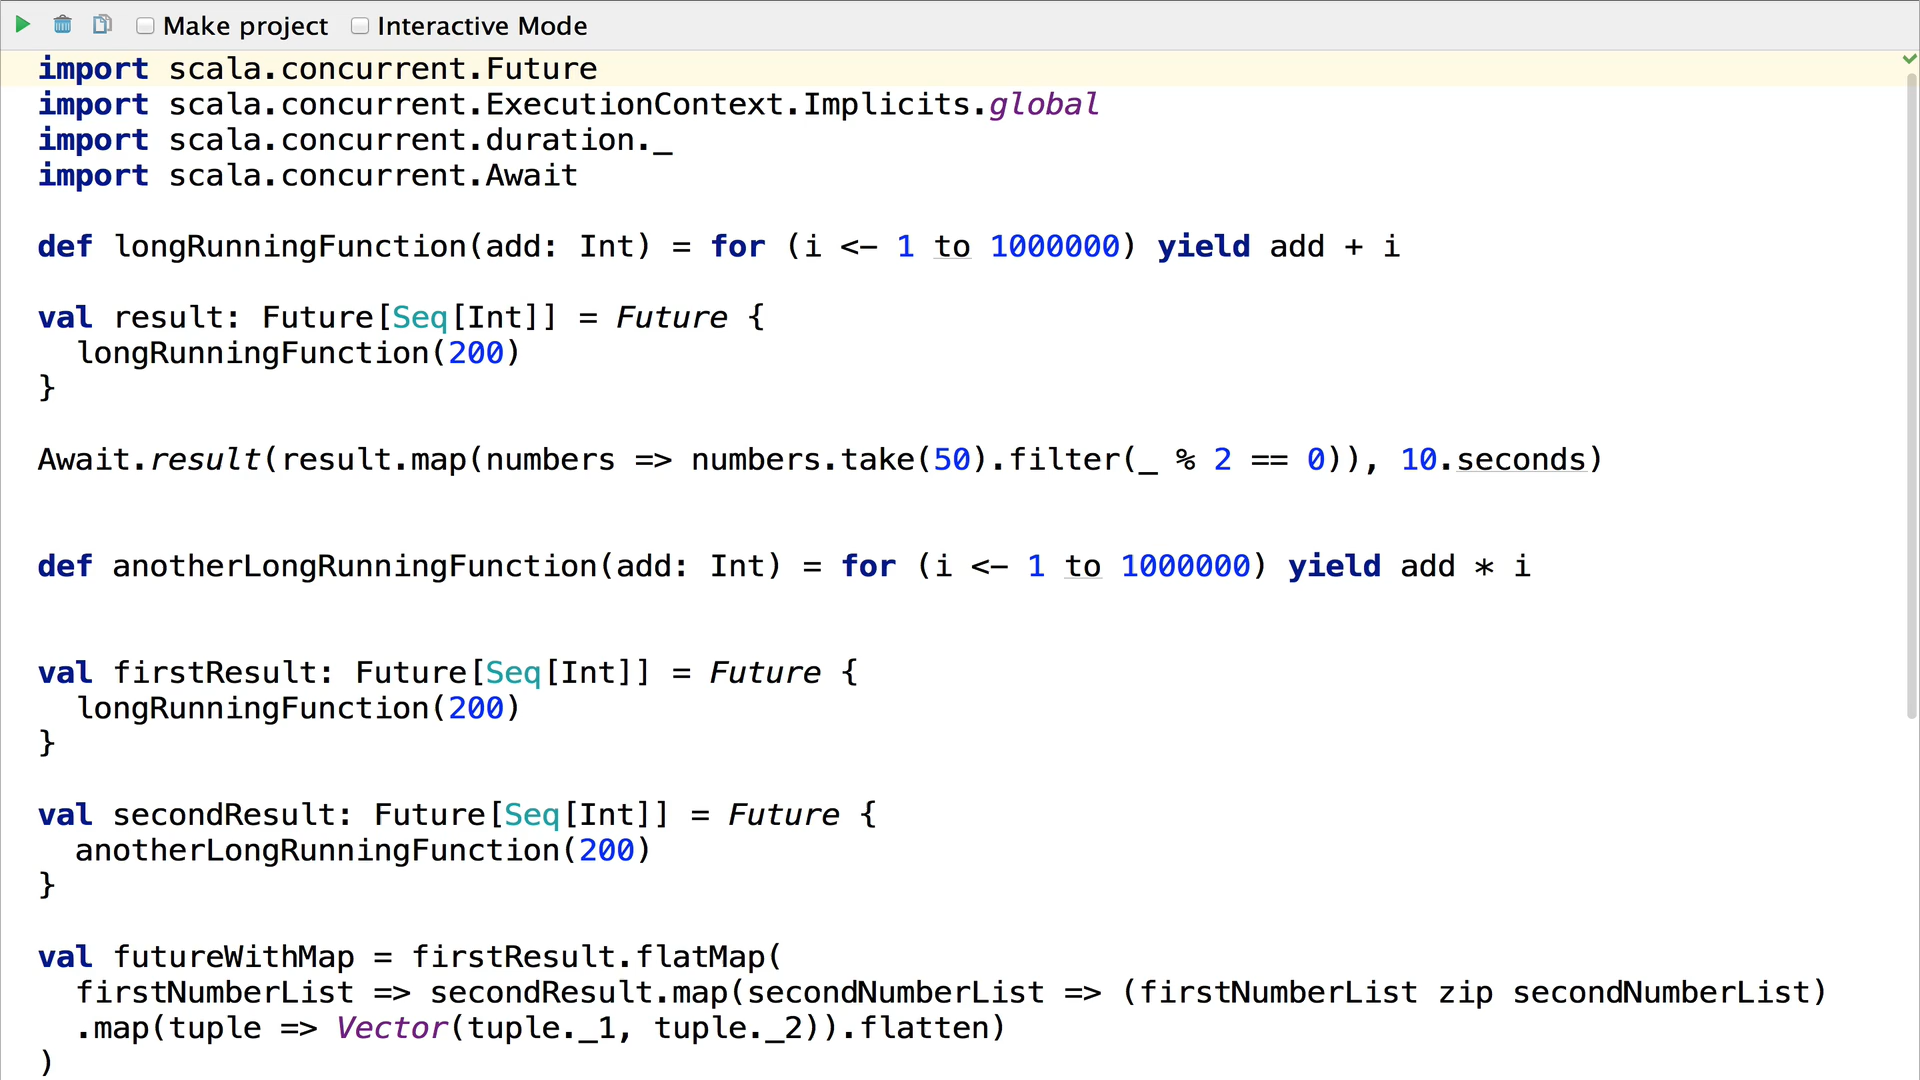 Make project Interactive Mode
import scala.concurrent.Future
import scala.concurrent.ExecutionContext.Implicits.global
import scala.concurrent.duration._
import scala.concurrent.Await
def longRunningFunction(add: Int) = for (i <- 1 to 1000000) yield add + i
val result: Future[Seq[Int]] = Future {
longRunningFunction(200)
}
Await.result(result.map(numbers => numbers.take(50).filter(_ % 2 == 0)), 10.seconds)
def anotherLongRunningFunction(add: Int) = for (i <- 1 to 1000000) yield add * i
val firstResult: Future[Seq[Int]] = Future {
longRunningFunction(200)
}
val secondResult: Future[Seq[Int]] = Future {
anotherLongRunningFunction(200)
}
val futureWithMap = firstResult.flatMap(
firstNumberList => secondResult.map(secondNumberList => (firstNumberList zip secondNumberList)
.map(tuple => Vector(tuple._1, tuple._2)).flatten)
)